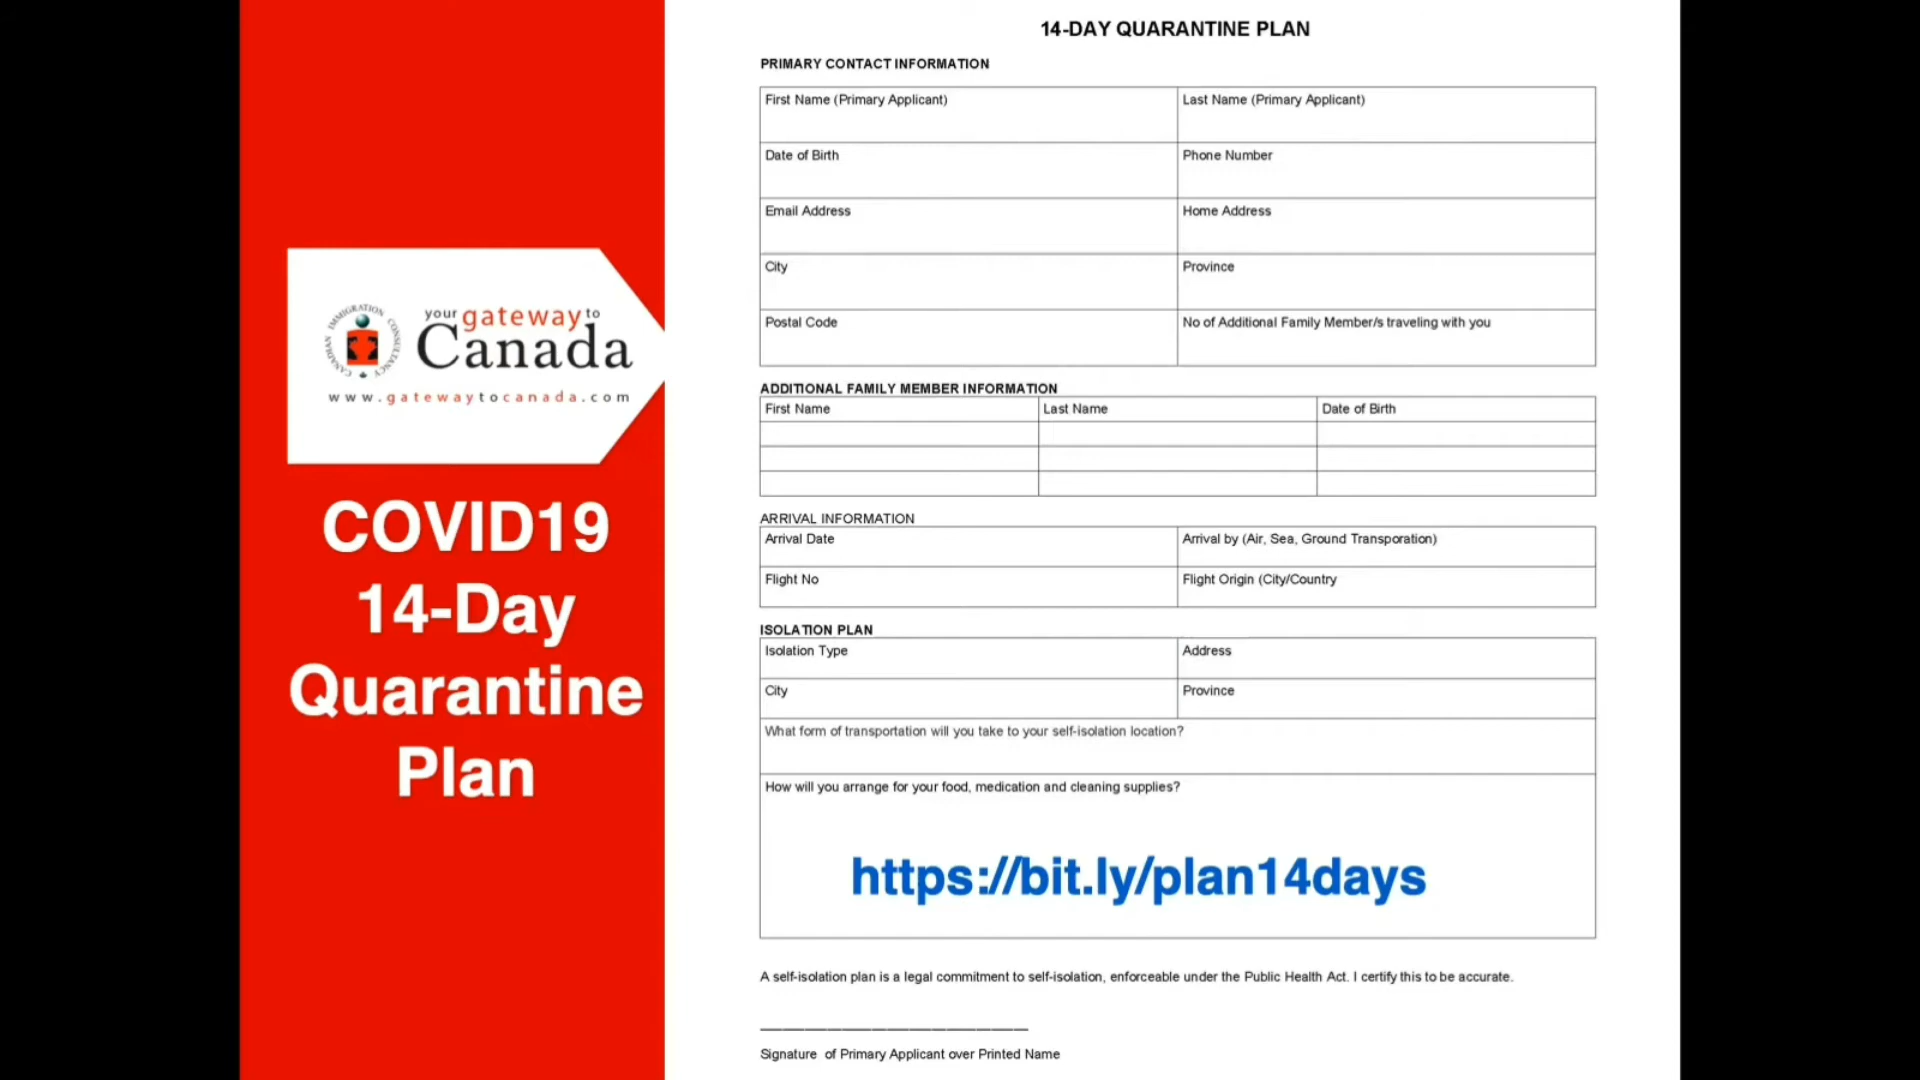 IMMIGRATION CONSULTANCY CANADIAN
your gateway to
Canada
www.gatewaytocanada.com
COVID19
14-Day
Quarantine
Plan
14-DAY QUARANTINE PLAN
PRIMARY CONTACT INFORMATION
First Name (Primary Applicant) Last Name (Primary Applicant)
Date of Birth Phone Number
Email Address Home Address
City Province
Postal Code No of Additional Family Member/s traveling with you
ADDITIONAL FAMILY MEMBER INFORMATION
First Name Last Name Date of Birth
ARRIVAL INFORMATION
Arrival Date Arrival by (Air, Sea, Ground Transporation)
Flight No Flight Origin (City/Country
ISOLATION PLAN
Isolation Type Address
City Province
What form of transportation will you take to your self-isolation location?
How will you arrange for your food, medication and cleaning supplies?
https://bit.ly/plan14days
A self-isolation plan is a legal commitment to self-isolation, enforceable under the Public Health Act. I certify this to be accurate.
Signature of Primary Applicant over Printed Name